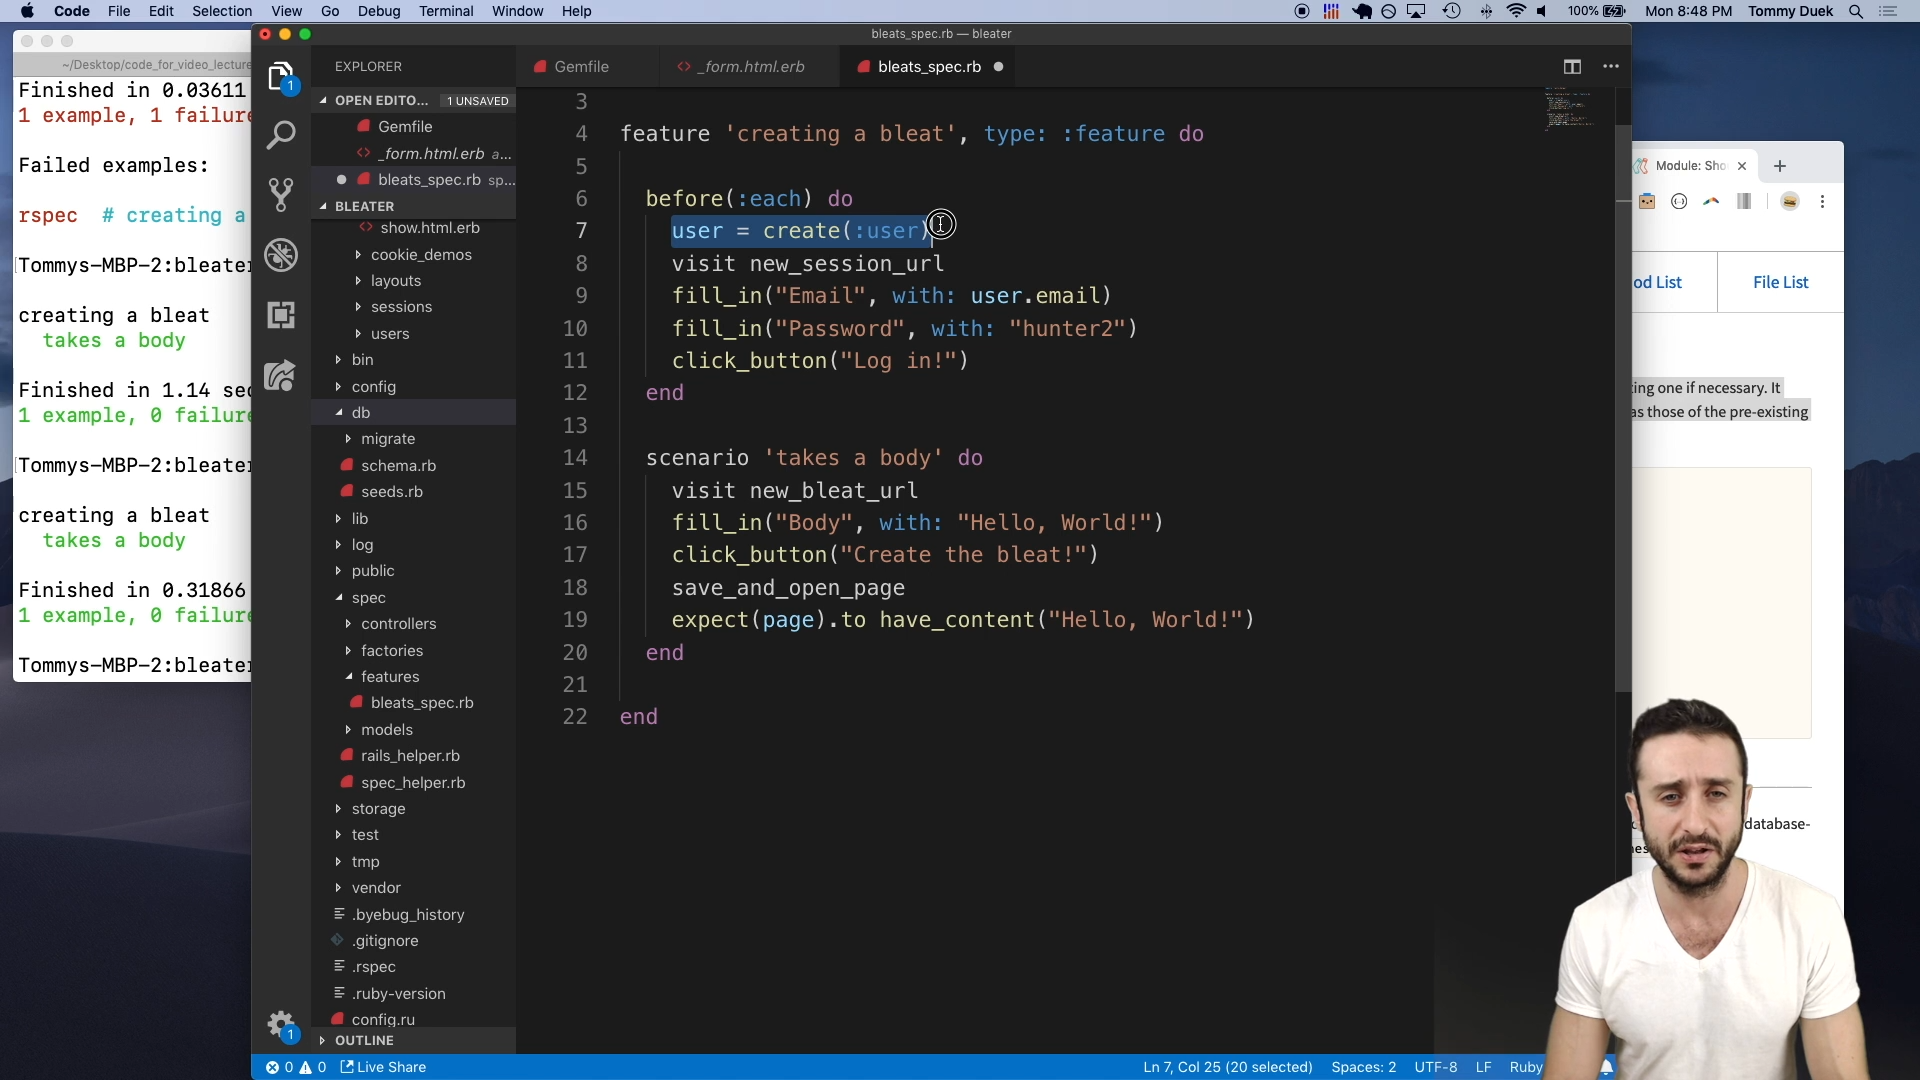 Code File Edit Selection View Go Debug Terminal Window Help
100% Mon 8:48 PM Tommy Duek
~/Desktop/code_for_video_lecture
Finished in 0.03611
1 example, 1 failure
Failed examples:
rspec # creating a
Tommys-MBP-2:bleater
creating a bleat
takes a body
Finished in 1.14 sec
1 example, 0 failure
Tommys-MBP-2:bleater
creating a bleat
takes a body
Finished in 0.31866
1 example, 0 failure
Tommys-MBP-2:bleater
bleats_spec.rb — bleater
EXPLORER
OPEN EDITO... 1 UNSAVED
Gemfile
_form.html.erb a...
bleats_spec.rb sp...
BLEATER
show.html.erb
cookie_demos
layouts
sessions
users
bin
config
db
migrate
schema.rb
seeds.rb
lib
log
public
spec
controllers
factories
features
bleats_spec.rb
models
rails_helper.rb
spec_helper.rb
storage
test
tmp
vendor
.byebug_history
.gitignore
.rspec
.ruby-version
config.ru
OUTLINE
1
1
Gemfile _form.html.erb bleats_spec.rb
3
4 feature 'creating a bleat', type: :feature do
5
6 before(:each) do
7 user = create(:user)
8 visit new_session_url
9 fill_in("Email", with: user.email)
10 fill_in("Password", with: "hunter2")
11 click_button("Log in!")
12 end
13
14 scenario 'takes a body' do
15 visit new_bleat_url
16 fill_in("Body", with: "Hello, World!")
17 click_button("Create the bleat!")
18 save_and_open_page
19 expect(page).to have_content("Hello, World!")
20 end
21
22 end
0 0 Live Share
Ln 7, Col 25 (20 selected) Spaces: 2 UTF-8 LF Ruby
Module: Sho
od List File List
ting one if necessary. It
as those of the pre-existing
database-